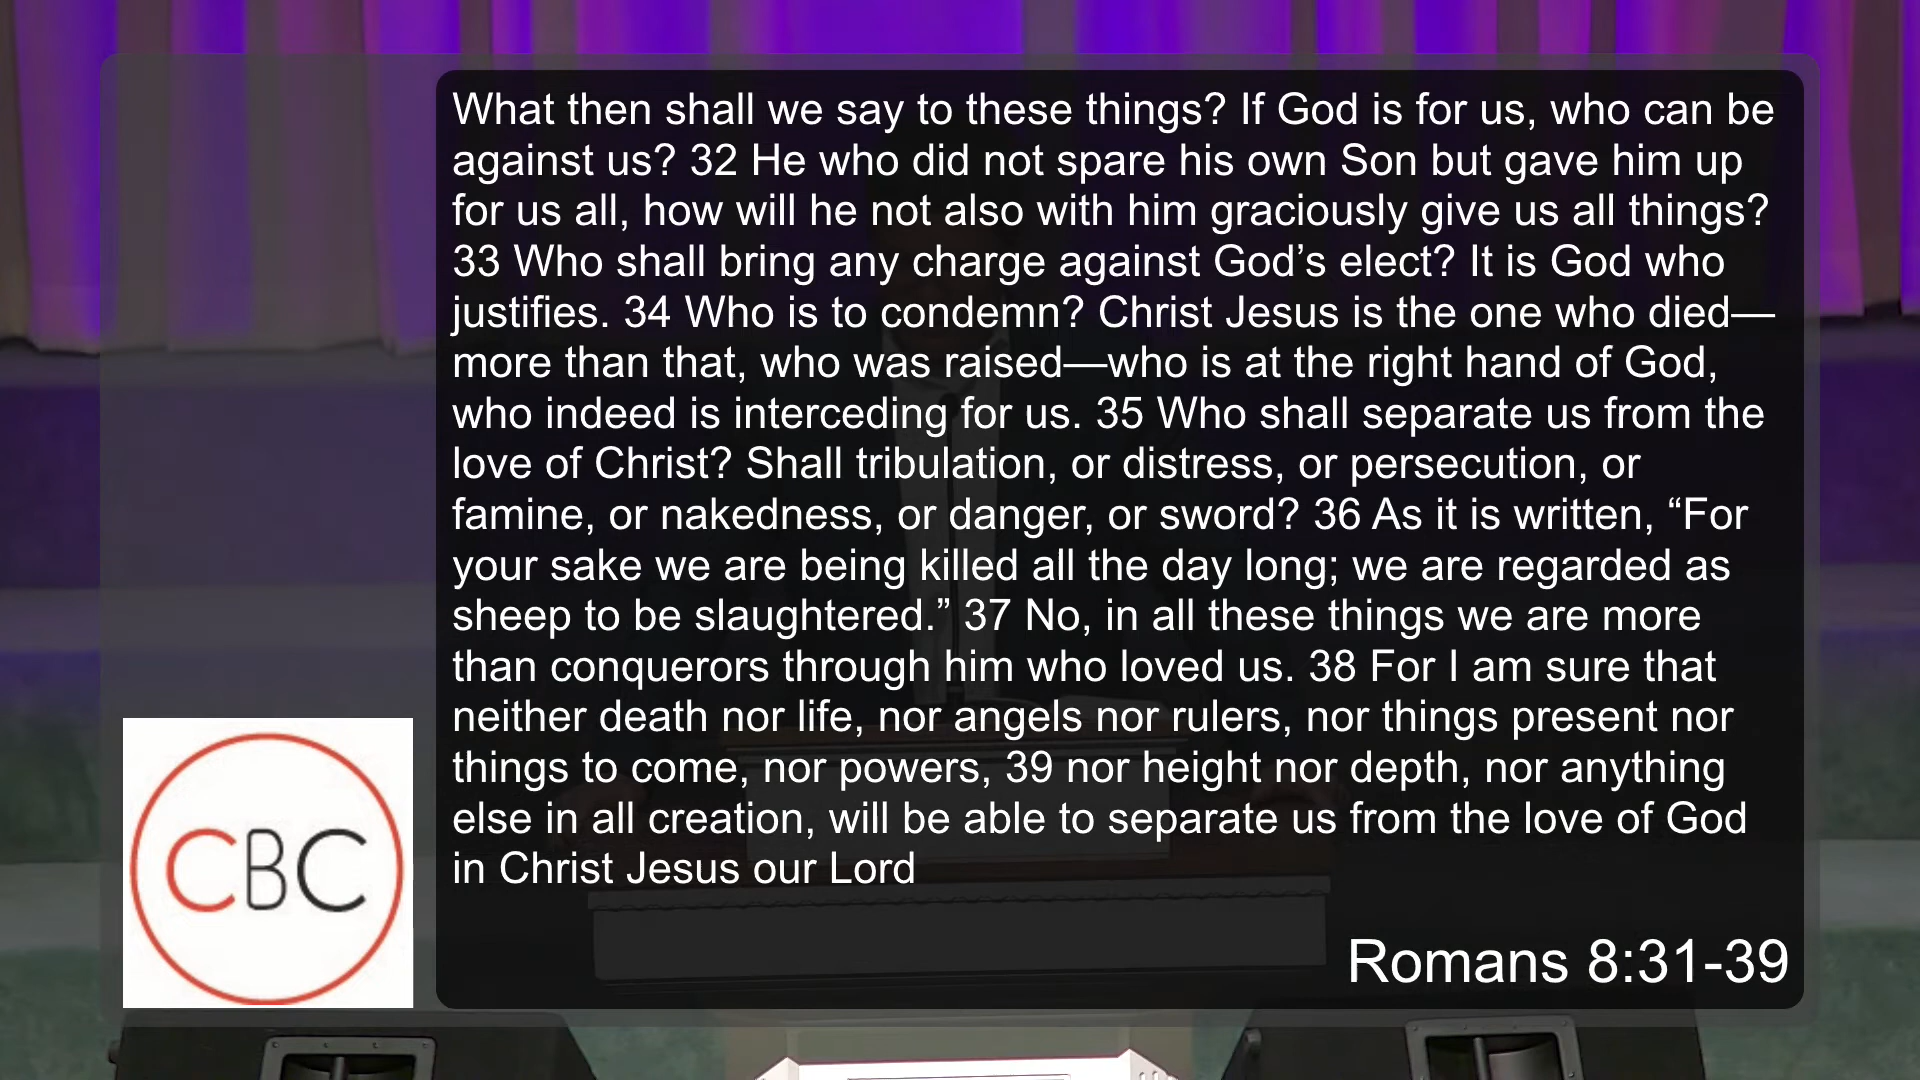 What then shall we say to these things? If God is for us, who can be
against us? 32 He who did not spare his own Son but gave him up
for us all, how will he not also with him graciously give us all things?
33 Who shall bring any charge against God’s elect? It is God who
justifies. 34 Who is to condemn? Christ Jesus is the one who died—
more than that, who was raised—who is at the right hand of God,
who indeed is interceding for us. 35 Who shall separate us from the
love of Christ? Shall tribulation, or distress, or persecution, or
famine, or nakedness, or danger, or sword? 36 As it is written, “For
your sake we are being killed all the day long; we are regarded as
sheep to be slaughtered.” 37 No, in all these things we are more
than conquerors through him who loved us. 38 For I am sure that
neither death nor life, nor angels nor rulers, nor things present nor
things to come, nor powers, 39 nor height nor depth, nor anything
else in all creation, will be able to separate us from the love of God
in Christ Jesus our Lord
Romans 8:31-39
CBC